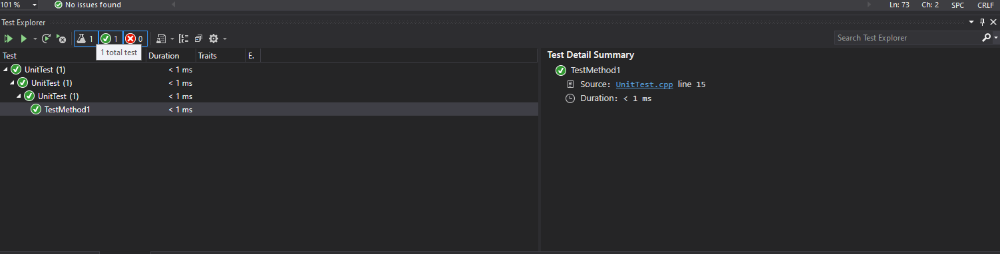 101 % No issues found Ln: 73 Ch: 2 SPC CRLF
Test Explorer
1 1 0 Search Test Explorer
1 total test
Test Duration Traits E. Test Detail Summary
UnitTest (1) < 1 ms TestMethod1
UnitTest (1) < 1 ms Source: UnitTest.cpp line 15
UnitTest (1) < 1 ms Duration: < 1 ms
TestMethod1 < 1 ms